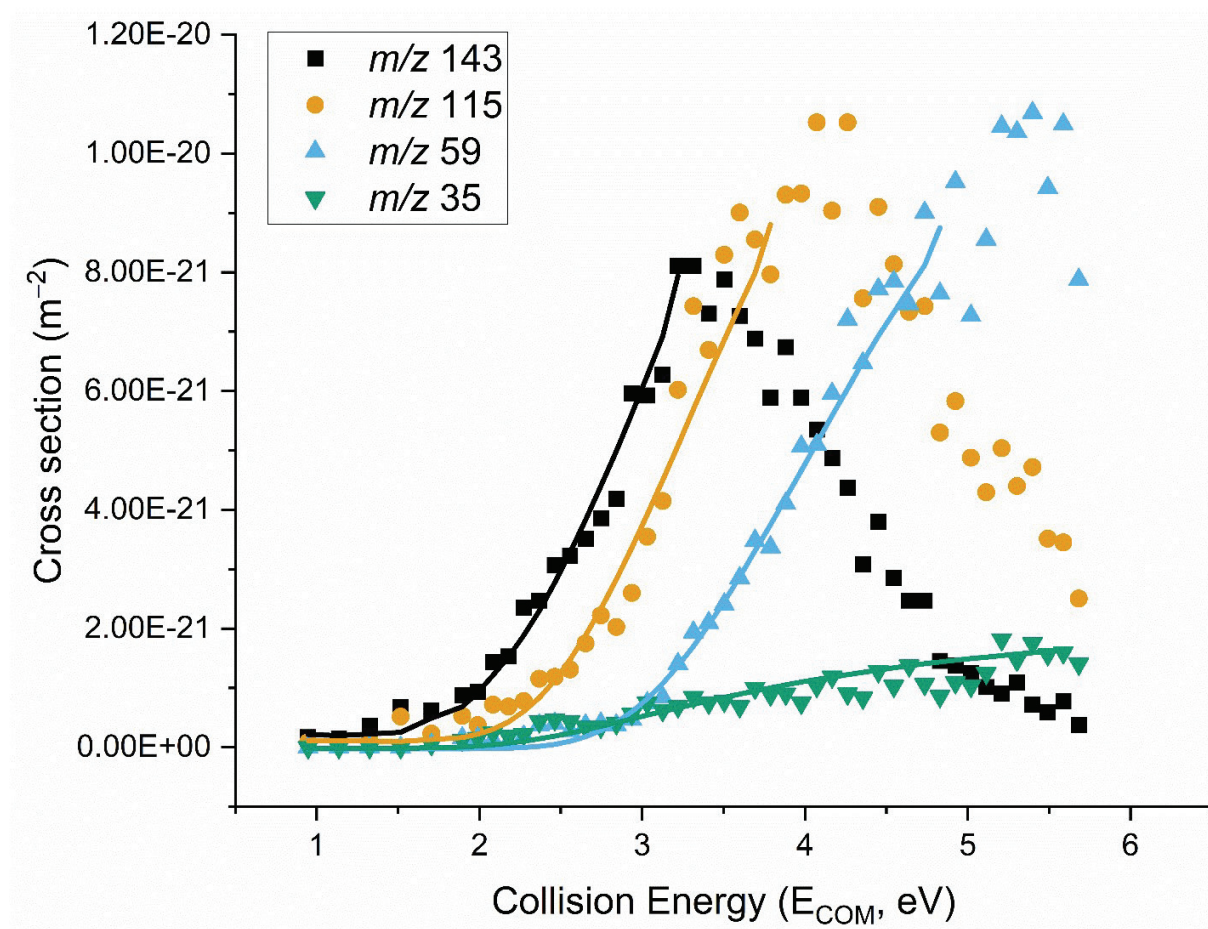 1.20E-20
1.00E-20
8.00E-21
6.00E-21
4.00E-21
2.00E-21
0.00E+00
Cross section (m⁻²)
m/z 143
m/z 115
m/z 59
m/z 35
1 2 3 4 5 6
Collision Energy (E_COM, eV)